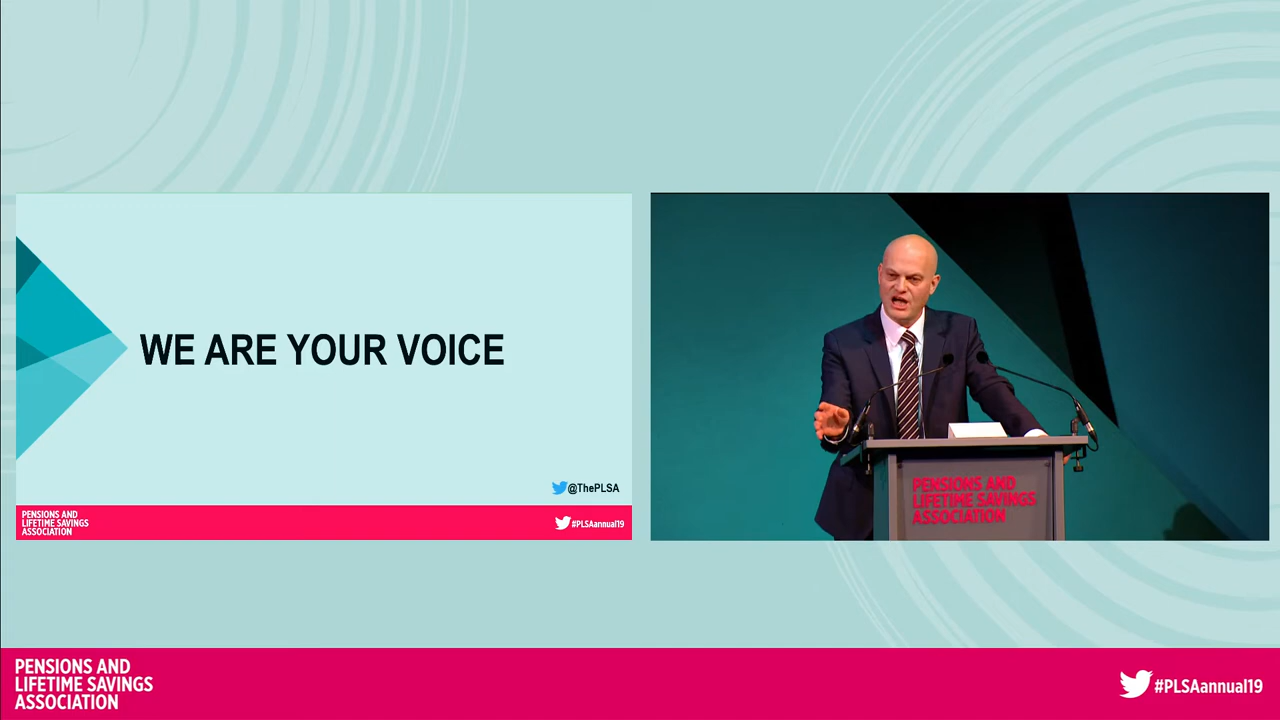 WE ARE YOUR VOICE
@ThePLSA
PENSIONS AND
LIFETIME SAVINGS
ASSOCIATION
#PLSAannual19
PENSIONS AND
LIFETIME SAVINGS
ASSOCIATION
PENSIONS AND
LIFETIME SAVINGS
ASSOCIATION
#PLSAannual19